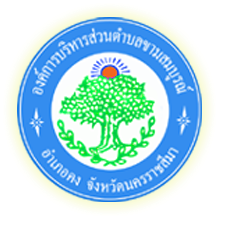 องค์การบริหารส่วนตำบลขามสมบูรณ์
อำเภอคง จังหวัดนครราชสีมา